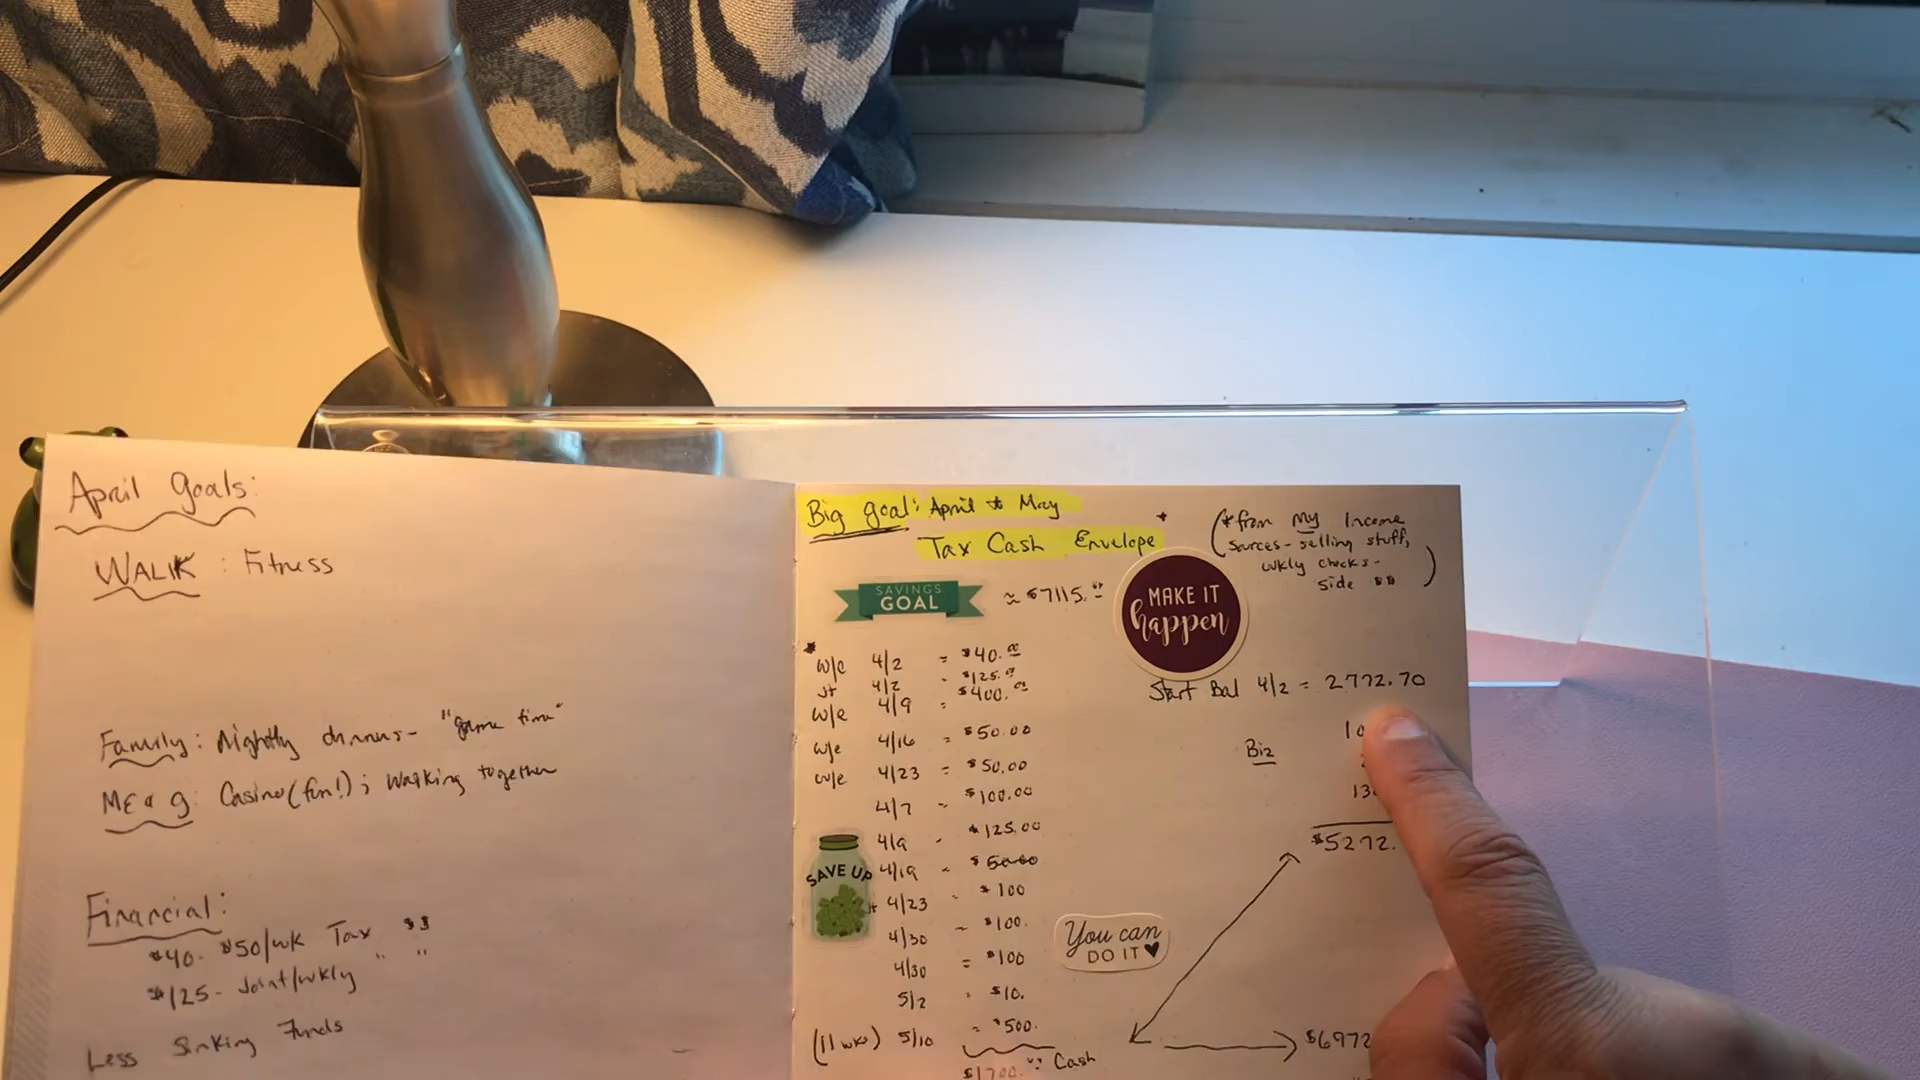 April Goals:
WALK : Fitness
Family: Nightly dinners- "game time"
ME & g: Casino (fun!); Walking together
Financial:
$40- $50/wk Tax $$
$125- Joint/wkly " "
Less Sinking Funds
Big goal: April to May
Tax Cash Envelope
(*from My Income
sources- selling stuff,
wkly checks-
side $$)
SAVINGS
GOAL
≈ $7115.00
MAKE IT
happen
w/e 4/2 = $40.00
Jt 4/2 - $125.00
w/e 4/9 = $400.00
w/e 4/16 = $50.00
w/e 4/23 = $50.00
4/7 = $100.00
4/9 - $125.00
4/19 - $50.00
Jt 4/23 - $100
4/30 - $100.
4/30 = $100
5/2 = $10.
(11 wks) 5/10 = $500.
$1700.00 Cash
SAVE UP
You can
DO IT
Start Bal 4/2 = 2772.70
Biz
$5272.
$6972